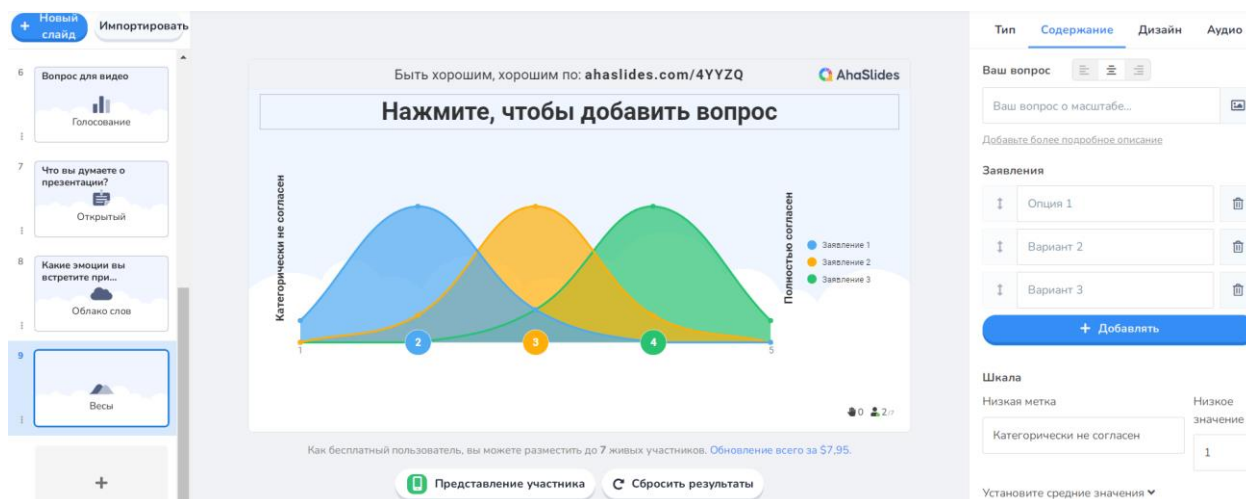 + Новый слайд
Импортировать
6
Вопрос для видео
Голосование
7
Что вы думаете о
презентации?
Открытый
8
Какие эмоции вы
встретите при...
Облако слов
9
Весы
+
Быть хорошим, хорошим по: ahaslides.com/4YYZQ
AhaSlides
Нажмите, чтобы добавить вопрос
Категорически не согласен
Полностью согласен
Заявление 1
Заявление 2
Заявление 3
1
2
3
4
5
0
2/7
Как бесплатный пользователь, вы можете разместить до 7 живых участников. Обновление всего за $7,95.
Представление участника
Сбросить результаты
Тип
Содержание
Дизайн
Аудио
Ваш вопрос
Ваш вопрос о масштабе...
Добавьте более подробное описание
Заявления
Опция 1
Вариант 2
Вариант 3
+ Добавлять
Шкала
Низкая метка
Низкое
значение
Категорически не согласен
1
Установите средние значения